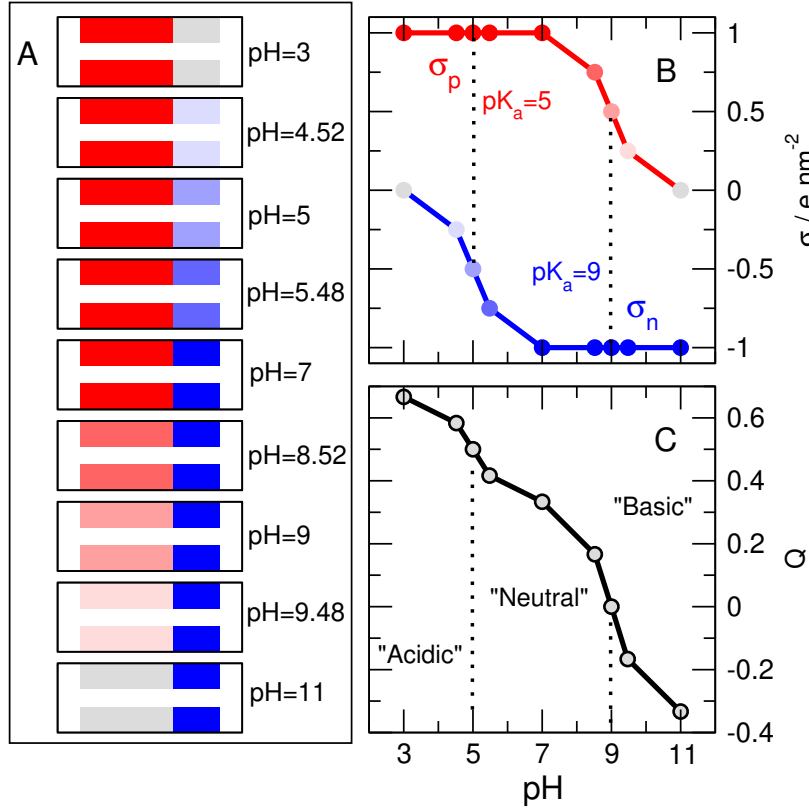 A
pH=3
pH=4.52
pH=5
pH=5.48
pH=7
pH=8.52
pH=9
pH=9.48
pH=11
B
σp
pKa=5
pKa=9
σn
1
0.5
0
-0.5
-1
σ / e nm-2
C
"Basic"
"Neutral"
"Acidic"
0.6
0.4
0.2
0
-0.2
-0.4
Q
3 5 7 9 11
pH